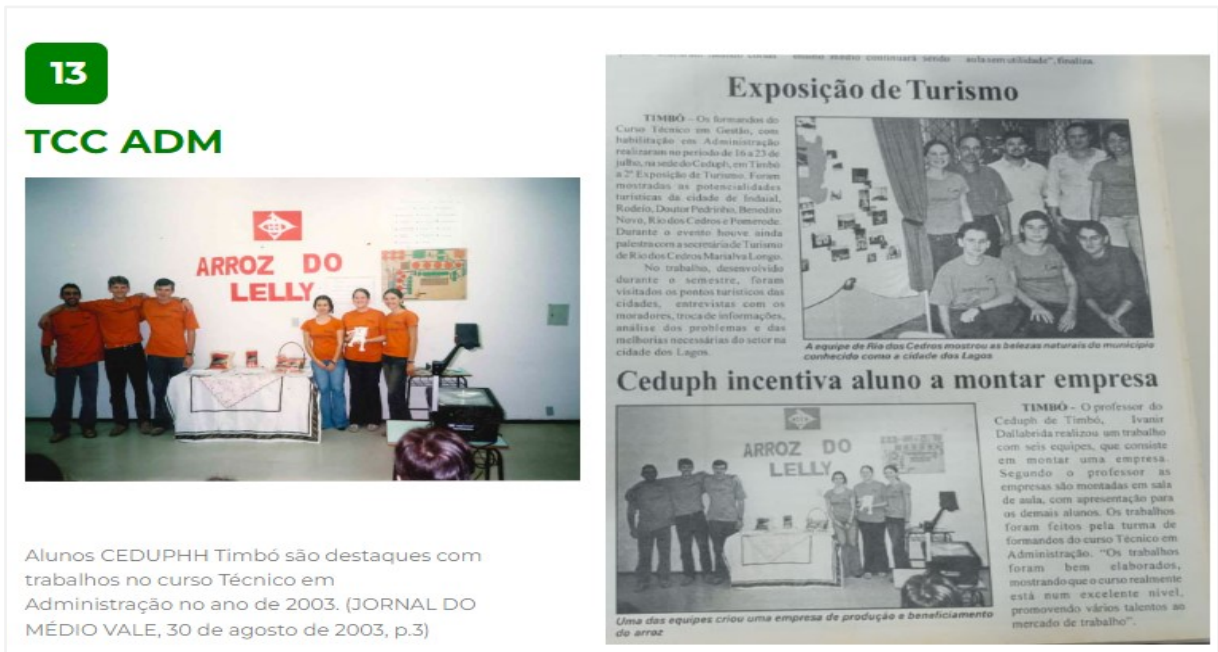 13
TCC ADM
ARROZ DO
LELLY
Alunos CEDUPHH Timbó são destaques com
trabalhos no curso Técnico em
Administração no ano de 2003. (JORNAL DO
MÉDIO VALE, 30 de agosto de 2003, p.3)
ensino médio continuará sendo
aula sem utilidade", finaliza.
Exposição de Turismo
TIMBÓ - Os formandos do
Curso Técnico em Gestão, com
habilitação em Administração
realizaram no período de 16 a 23 de
julho, na sede do Ceduph, em Timbó
a 2ª Exposição de Turismo. Foram
mostradas as potencialidades
turísticas da cidade de Indaial,
Rodeio, Doutor Pedrinho, Benedito
Novo, Rio dos Cedros e Pomerode.
Durante o evento houve ainda
palestra com a secretária de Turismo
de Rio dos Cedros Marialva Longo.
No trabalho, desenvolvido
durante o semestre, foram
visitados os pontos turísticos das
cidades, entrevistas com os
moradores, troca de informações,
análise dos problemas e das
melhorias necessárias do setor na
cidade dos Lagos.
A equipe de Rio dos Cedros mostrou as belezas naturais do município
conhecido como a cidade dos Lagos
Ceduph incentiva aluno a montar empresa
ARROZ DO
LELLY
Uma das equipes criou uma empresa de produção e beneficiamento
do arroz
TIMBÓ - O professor do
Ceduph de Timbó, Ivanir
Dallabrida realizou um trabalho
com seis equipes, que consiste
em montar uma empresa.
Segundo o professor as
empresas são montadas em sala
de aula, com apresentação para
os demais alunos. Os trabalhos
foram feitos pela turma de
formandos do curso Técnico em
Administração. "Os trabalhos
foram bem elaborados,
mostrando que o curso realmente
está num excelente nível,
promovendo vários talentos ao
mercado de trabalho".